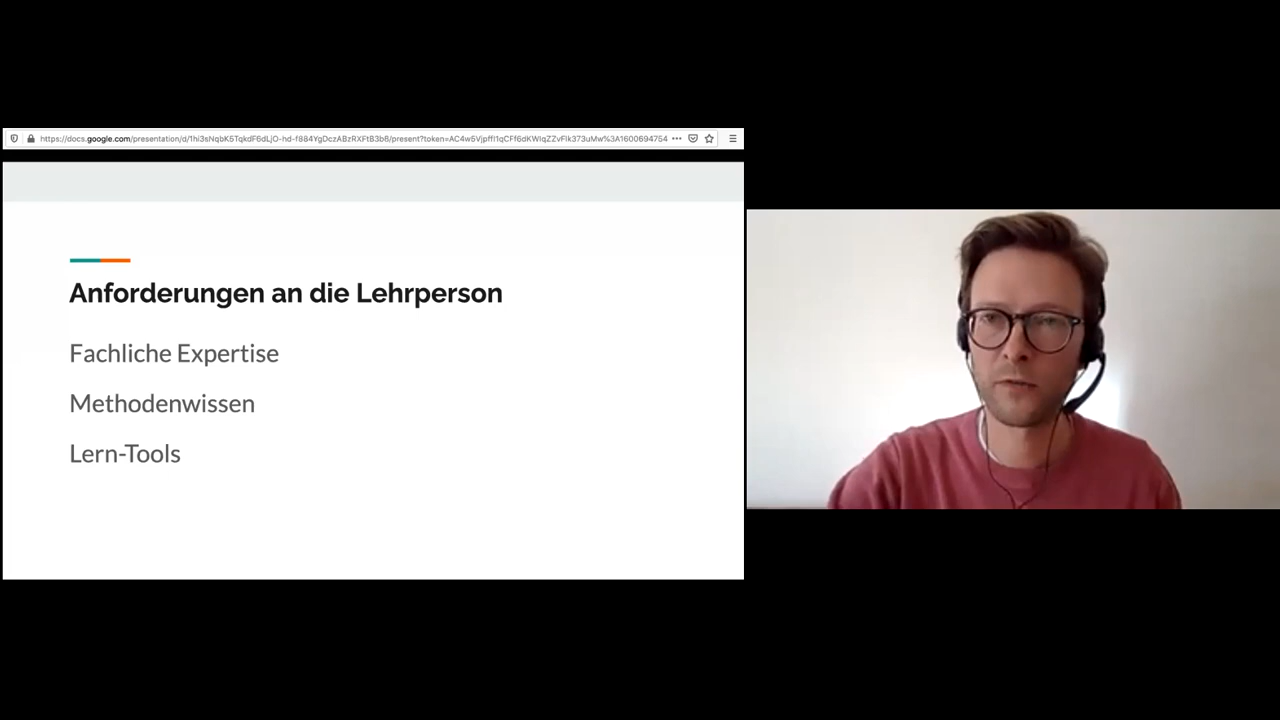 Anforderungen an die Lehrperson
Fachliche Expertise
Methodenwissen
Lern-Tools